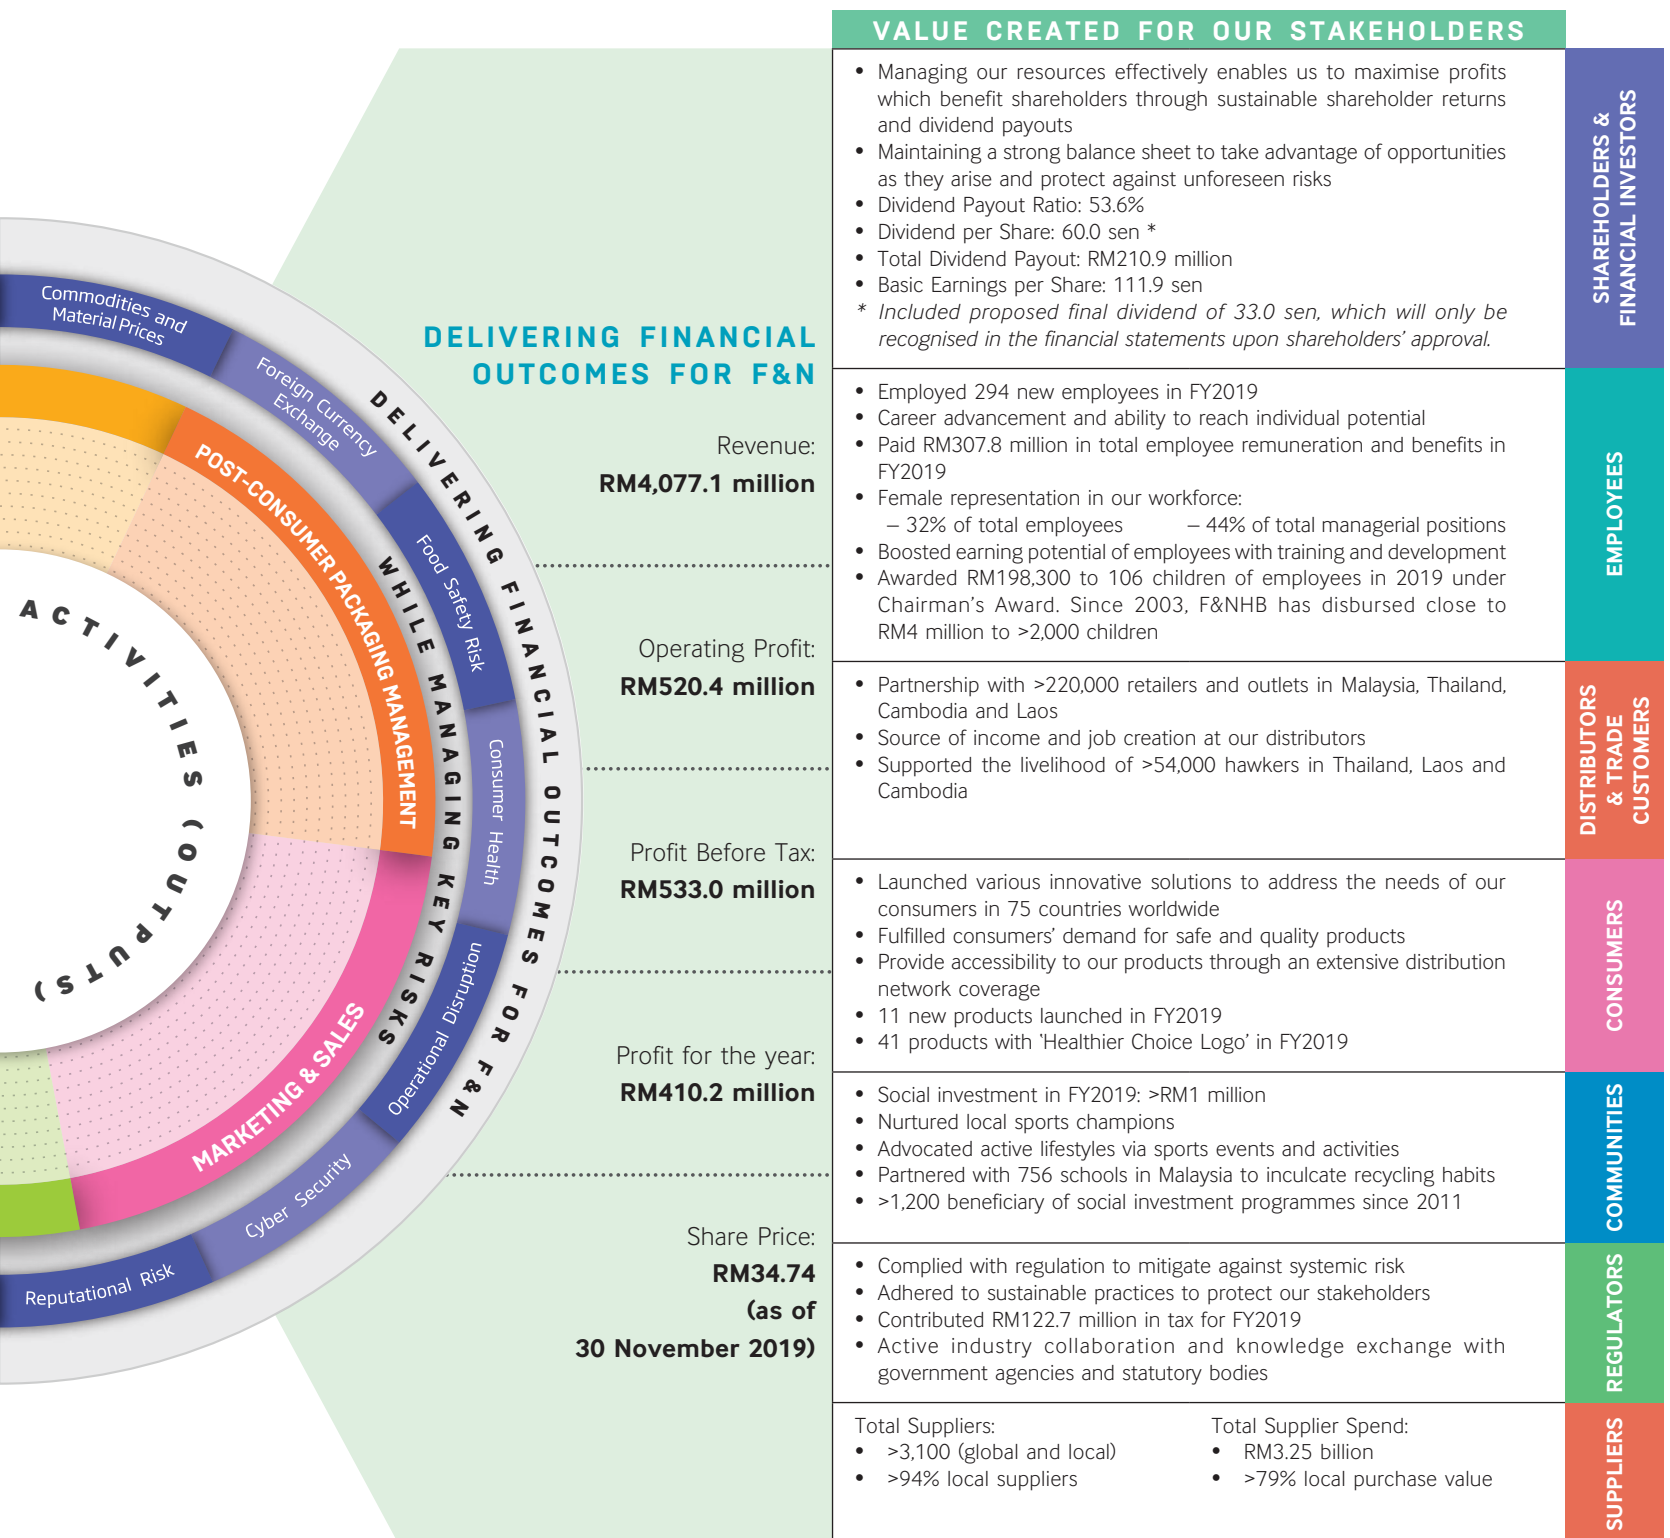 ACTIVITIES (OUTPUTS)
POST-CONSUMER PACKAGING MANAGEMENT
MARKETING & SALES
WHILE MANAGING KEY RISKS
Commodities and
Material Prices
Foreign Currency
Exchange
Food Safety Risk
Consumer Health
Operational Disruption
Cyber Security
Reputational Risk
DELIVERING FINANCIAL OUTCOMES FOR F&N
DELIVERING FINANCIAL
OUTCOMES FOR F&N
Revenue:
RM4,077.1 million
Operating Profit:
RM520.4 million
Profit Before Tax:
RM533.0 million
Profit for the year:
RM410.2 million
Share Price:
RM34.74
(as of
30 November 2019)
VALUE CREATED FOR OUR STAKEHOLDERS
• Managing our resources effectively enables us to maximise profits
which benefit shareholders through sustainable shareholder returns
and dividend payouts
• Maintaining a strong balance sheet to take advantage of opportunities
as they arise and protect against unforeseen risks
• Dividend Payout Ratio: 53.6%
• Dividend per Share: 60.0 sen *
• Total Dividend Payout: RM210.9 million
• Basic Earnings per Share: 111.9 sen
* Included proposed final dividend of 33.0 sen, which will only be
recognised in the financial statements upon shareholders' approval.
SHAREHOLDERS &
FINANCIAL INVESTORS
• Employed 294 new employees in FY2019
• Career advancement and ability to reach individual potential
• Paid RM307.8 million in total employee remuneration and benefits in
FY2019
• Female representation in our workforce:
– 32% of total employees – 44% of total managerial positions
• Boosted earning potential of employees with training and development
• Awarded RM198,300 to 106 children of employees in 2019 under
Chairman's Award. Since 2003, F&NHB has disbursed close to
RM4 million to >2,000 children
EMPLOYEES
• Partnership with >220,000 retailers and outlets in Malaysia, Thailand,
Cambodia and Laos
• Source of income and job creation at our distributors
• Supported the livelihood of >54,000 hawkers in Thailand, Laos and
Cambodia
DISTRIBUTORS
& TRADE
CUSTOMERS
• Launched various innovative solutions to address the needs of our
consumers in 75 countries worldwide
• Fulfilled consumers' demand for safe and quality products
• Provide accessibility to our products through an extensive distribution
network coverage
• 11 new products launched in FY2019
• 41 products with 'Healthier Choice Logo' in FY2019
CONSUMERS
• Social investment in FY2019: >RM1 million
• Nurtured local sports champions
• Advocated active lifestyles via sports events and activities
• Partnered with 756 schools in Malaysia to inculcate recycling habits
• >1,200 beneficiary of social investment programmes since 2011
COMMUNITIES
• Complied with regulation to mitigate against systemic risk
• Adhered to sustainable practices to protect our stakeholders
• Contributed RM122.7 million in tax for FY2019
• Active industry collaboration and knowledge exchange with
government agencies and statutory bodies
REGULATORS
Total Suppliers:
• >3,100 (global and local)
• >94% local suppliers
Total Supplier Spend:
• RM3.25 billion
• >79% local purchase value
SUPPLIERS